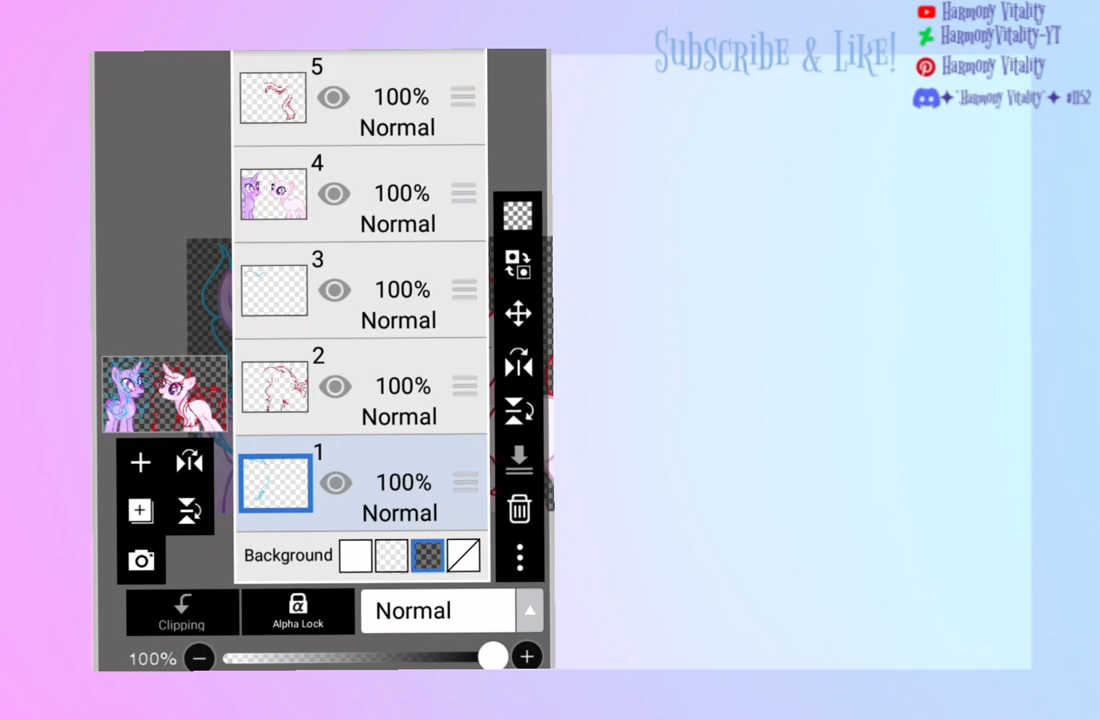 Subscribe & Like!
Harmony Vitality
HarmonyVitality-YT
Harmony Vitality
✦˚Harmony Vitality˚✦ #1152
5
100%
Normal
4
100%
Normal
3
100%
Normal
2
100%
Normal
1
100%
Normal
Background
Clipping
α
Alpha Lock
Normal
100%